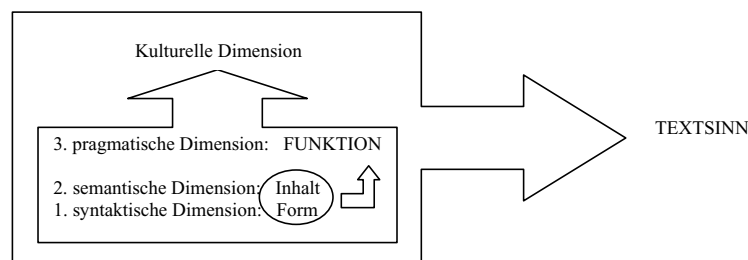 Kulturelle Dimension
3. pragmatische Dimension: FUNKTION
2. semantische Dimension: Inhalt
1. syntaktische Dimension: Form
TEXTSINN